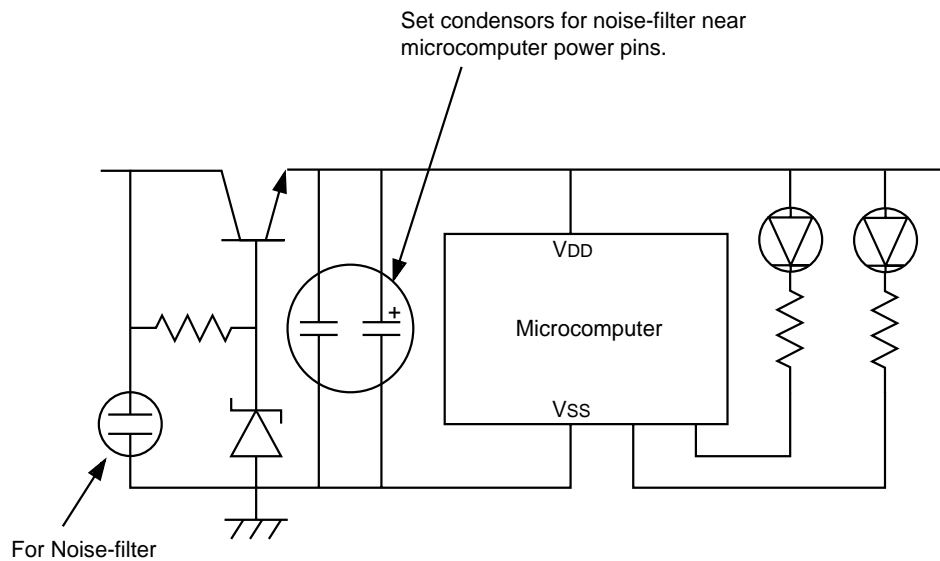 Set condensors for noise-filter near
microcomputer power pins.
VDD
+
Microcomputer
VSS
For Noise-filter